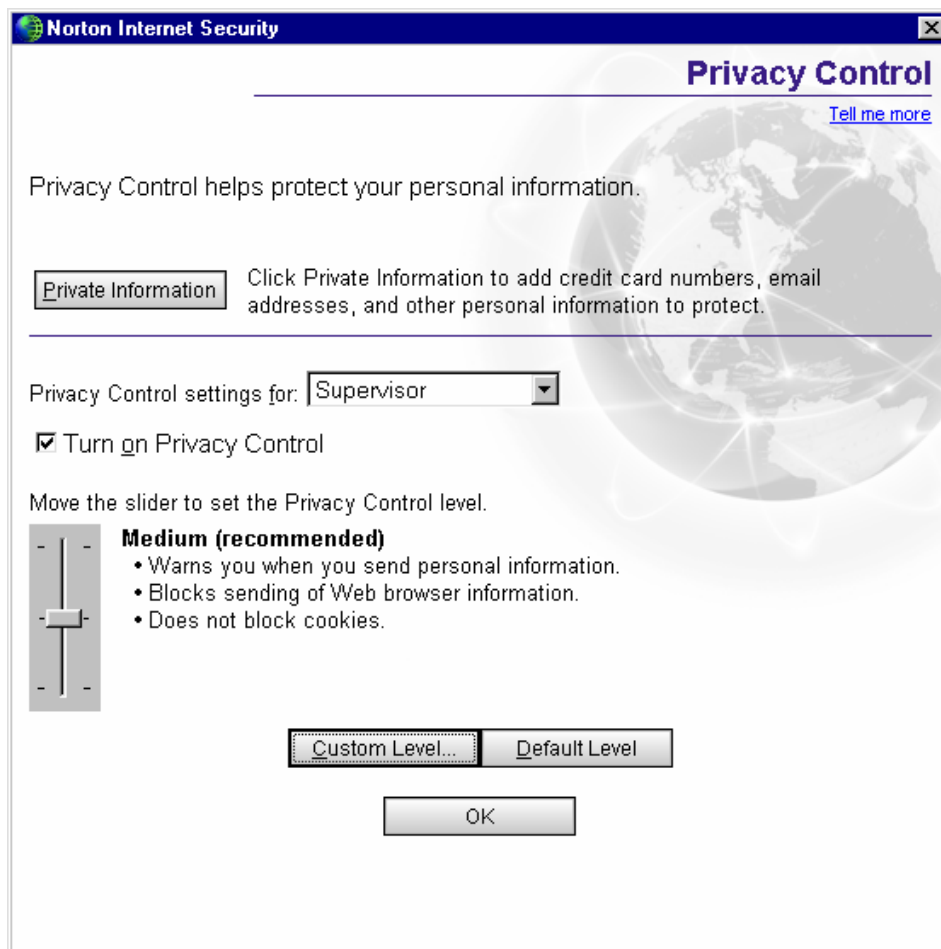 Norton Internet Security
Privacy Control
Tell me more
Privacy Control helps protect your personal information.
Private Information
Click Private Information to add credit card numbers, email
addresses, and other personal information to protect.
Privacy Control settings for: Supervisor
Turn on Privacy Control
Move the slider to set the Privacy Control level.
Medium (recommended)
• Warns you when you send personal information.
• Blocks sending of Web browser information.
• Does not block cookies.
Custom Level... Default Level
OK